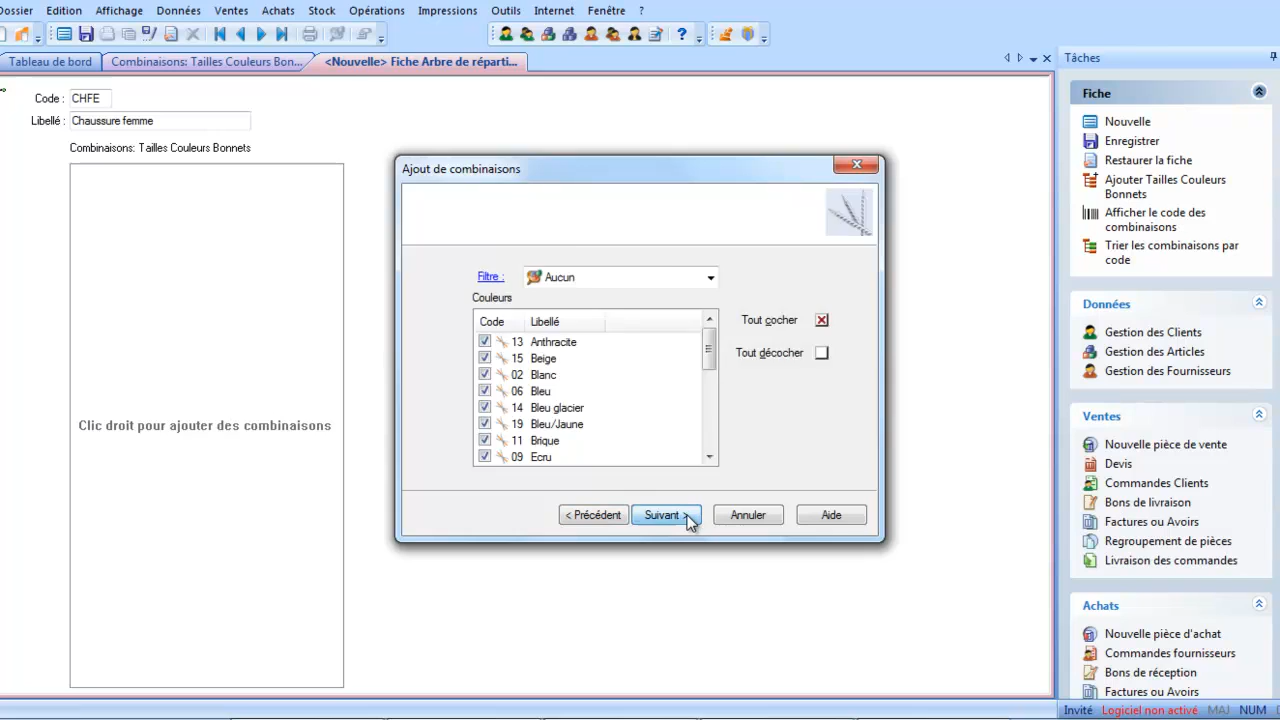 Dossier Edition Affichage Données Ventes Achats Stock Opérations Impressions Outils Internet Fenêtre ?
Tableau de bord Combinaisons: Tailles Couleurs Bon... <Nouvelle> Fiche Arbre de réparti...
Code : CHFE
Libellé : Chaussure femme
Combinaisons: Tailles Couleurs Bonnets
Clic droit pour ajouter des combinaisons
Ajout de combinaisons
Filtre : Aucun
Couleurs
Code Libellé
13 Anthracite
15 Beige
02 Blanc
06 Bleu
14 Bleu glacier
19 Bleu/Jaune
11 Brique
09 Ecru
Tout cocher
Tout décocher
< Précédent Suivant > Annuler Aide
Tâches
Fiche
Nouvelle
Enregistrer
Restaurer la fiche
Ajouter Tailles Couleurs
Bonnets
Afficher le code des
combinaisons
Trier les combinaisons par
code
Données
Gestion des Clients
Gestion des Articles
Gestion des Fournisseurs
Ventes
Nouvelle pièce de vente
Devis
Commandes Clients
Bons de livraison
Factures ou Avoirs
Regroupement de pièces
Livraison des commandes
Achats
Nouvelle pièce d'achat
Commandes fournisseurs
Bons de réception
Factures ou Avoirs
Invité Logiciel non activé MAJ NUM